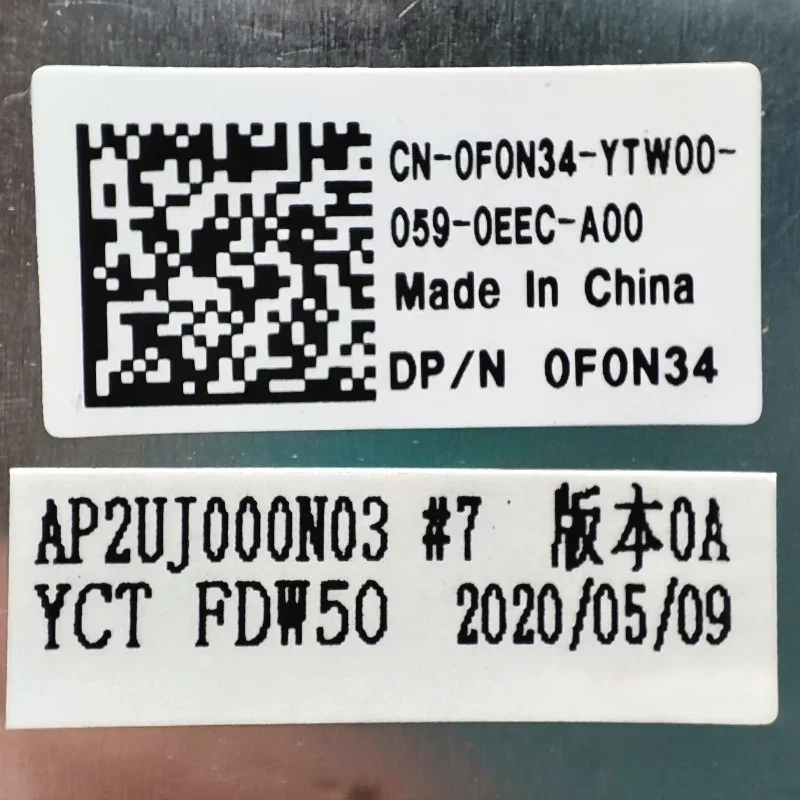 CN-0F0N34-YTW00-
059-0EEC-A00
Made In China
DP/N 0F0N34
AP2UJ000N03 #7 版本0A
YCT FDW50 2020/05/09